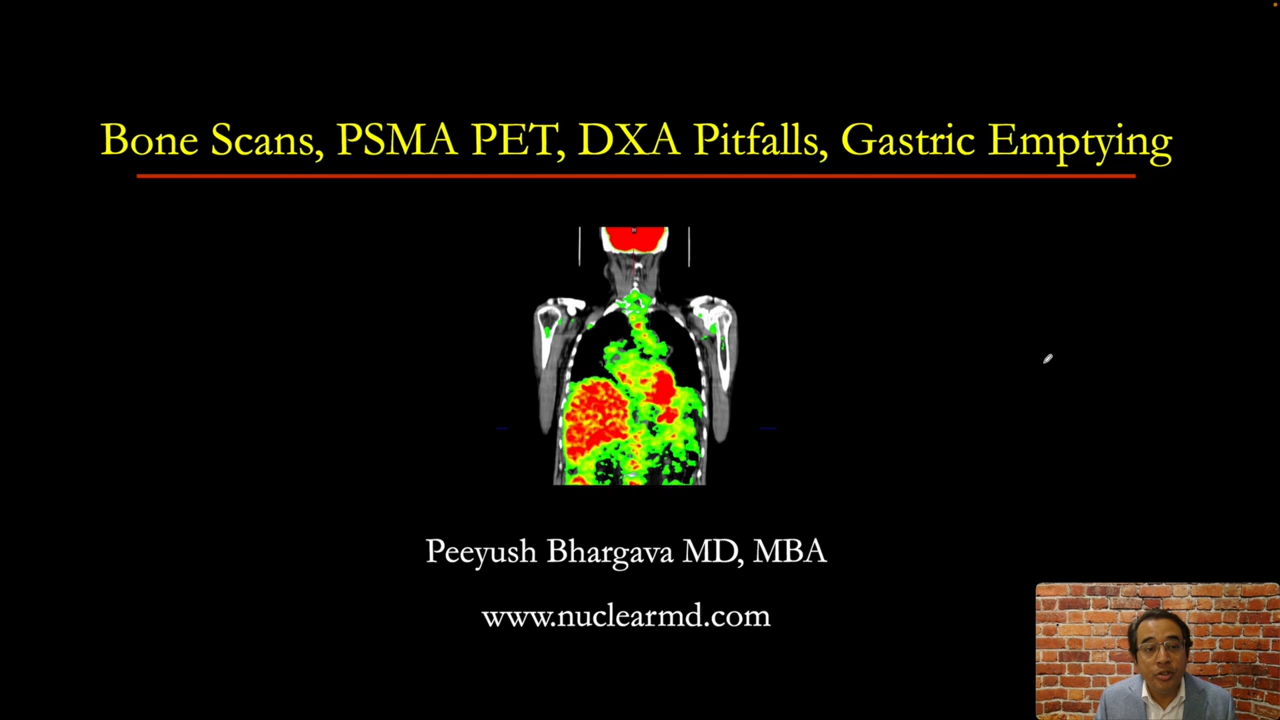 Bone Scans, PSMA PET, DXA Pitfalls, Gastric Emptying
Peeyush Bhargava MD, MBA
www.nuclearmd.com